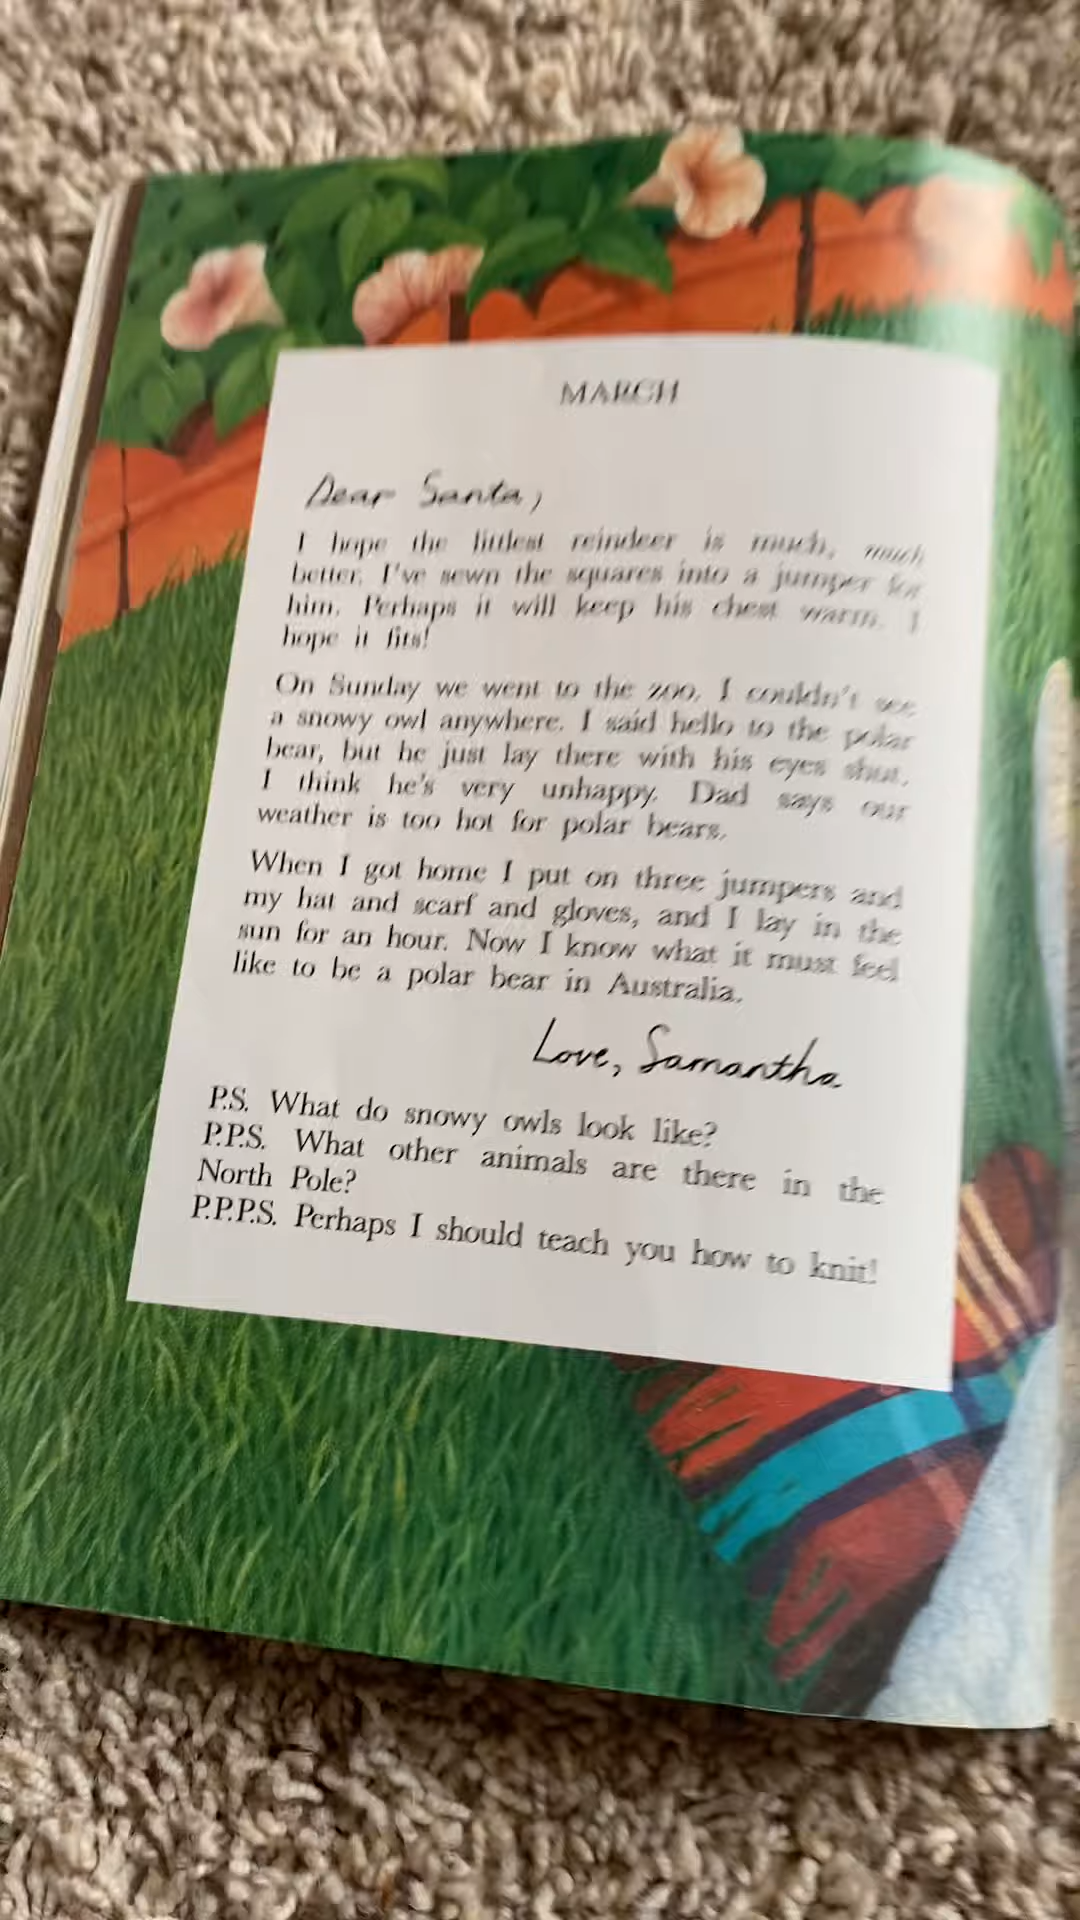 MARCH
Dear Santa,
I hope the littlest reindeer is much, much
better. I've sewn the squares into a jumper for
him. Perhaps it will keep his chest warm. I
hope it fits!
On Sunday we went to the zoo. I couldn't see
a snowy owl anywhere. I said hello to the polar
bear, but he just lay there with his eyes shut.
I think he's very unhappy. Dad says our
weather is too hot for polar bears.
When I got home I put on three jumpers and
my hat and scarf and gloves, and I lay in the
sun for an hour. Now I know what it must feel
like to be a polar bear in Australia.
Love, Samantha
P.S. What do snowy owls look like?
P.P.S. What other animals are there in the
North Pole?
P.P.P.S. Perhaps I should teach you how to knit!